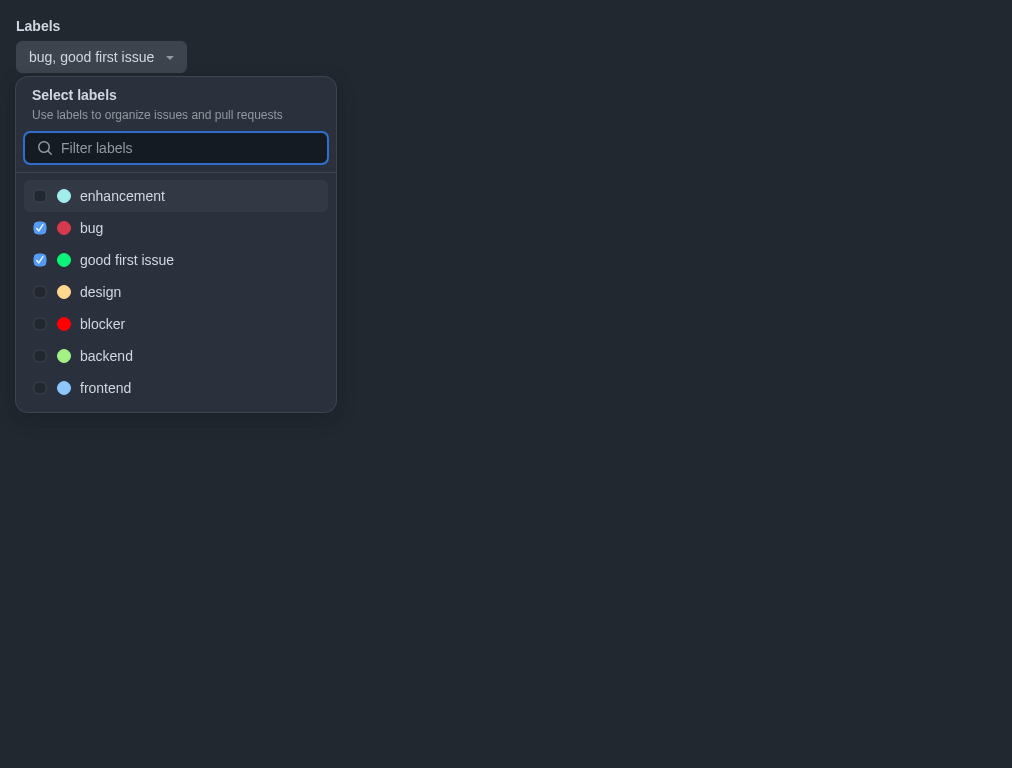 Labels
bug, good first issue
Select labels
Use labels to organize issues and pull requests
Filter labels
enhancement
bug
good first issue
design
blocker
backend
frontend